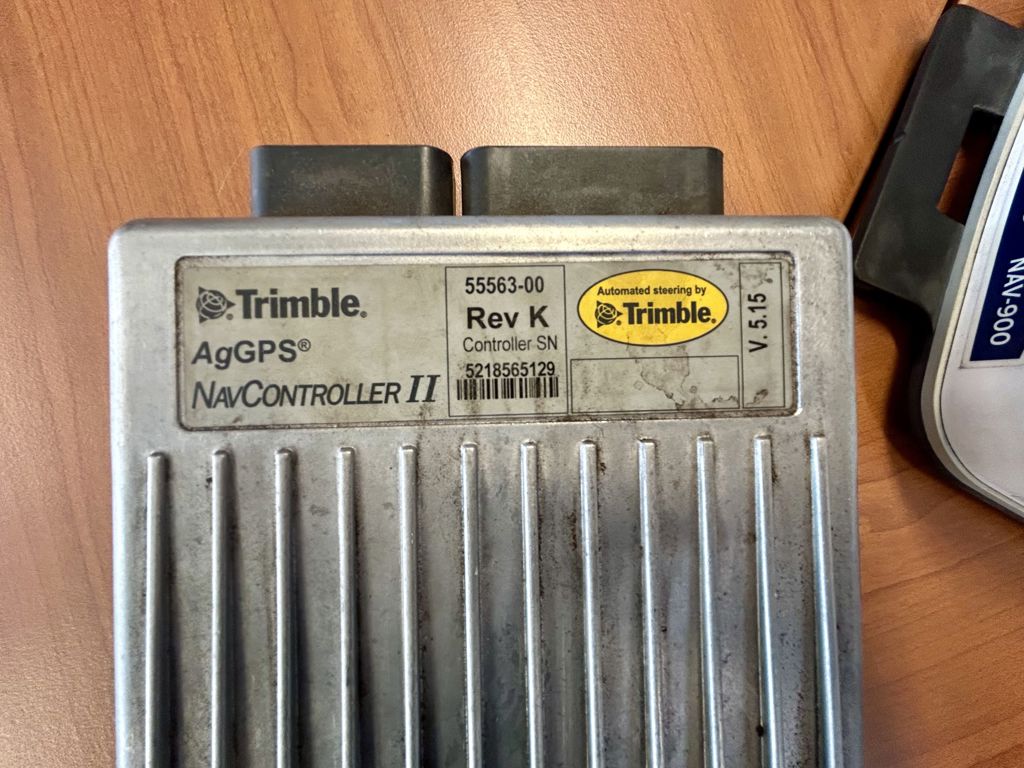 Trimble.
AgGPS®
NAVCONTROLLER II
55563-00
Rev K
Controller SN
5218565129
Automated steering by
Trimble.
V. 5.15
NAV-900